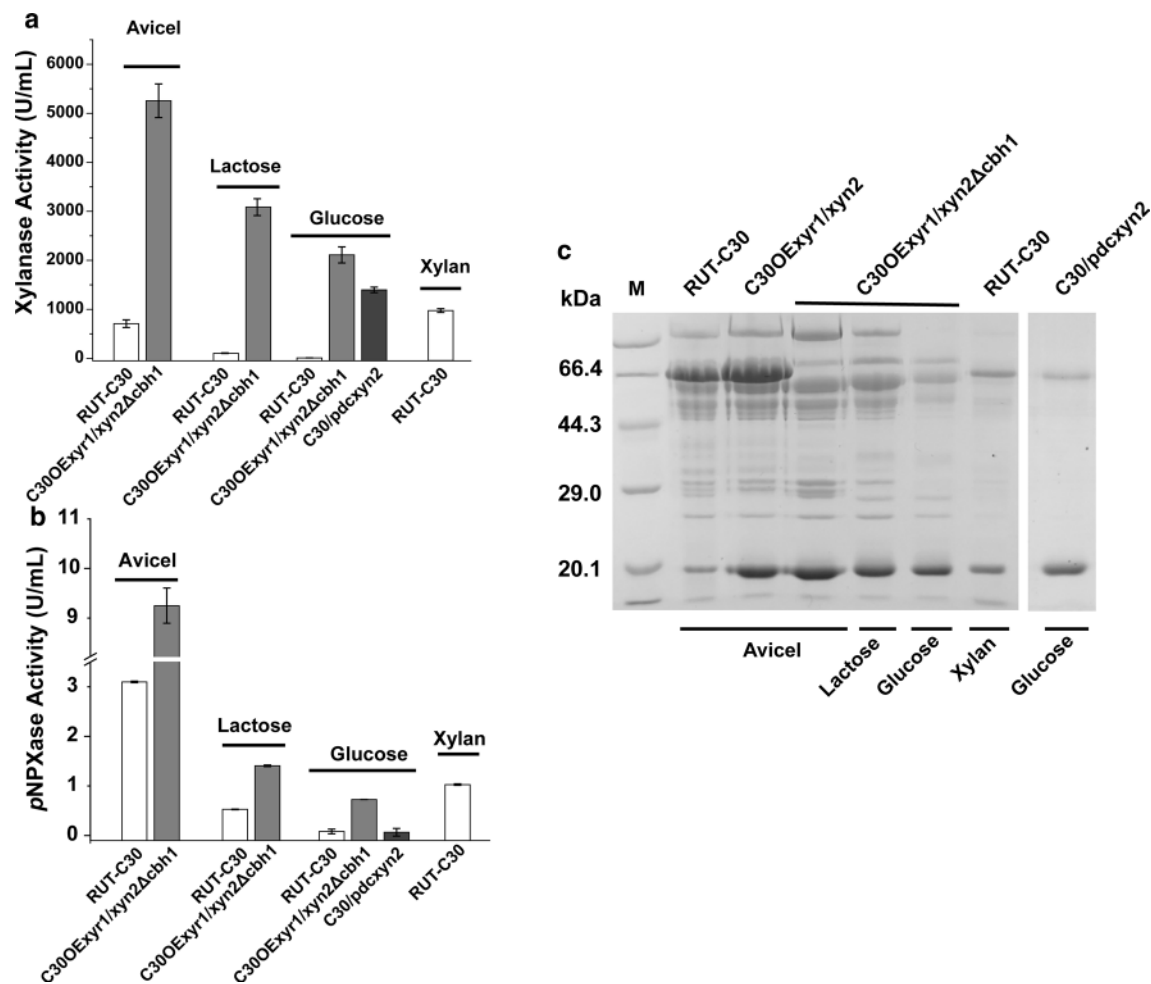 a
Avicel
Xylanase Activity (U/mL)
6000
5000
4000
3000
2000
1000
0
Lactose
Glucose
Xylan
RUT-C30
C30OExyr1/xyn2Δcbh1
RUT-C30
C30OExyr1/xyn2Δcbh1
RUT-C30
C30OExyr1/xyn2Δcbh1
C30/pdcxyn2
RUT-C30
b
pNPXase Activity (U/mL)
11
9
3
2
1
0
Avicel
Lactose
Glucose
Xylan
RUT-C30
C30OExyr1/xyn2Δcbh1
RUT-C30
C30OExyr1/xyn2Δcbh1
RUT-C30
C30OExyr1/xyn2Δcbh1
C30/pdcxyn2
RUT-C30
c
kDa
M
RUT-C30
C30OExyr1/xyn2
C30OExyr1/xyn2Δcbh1
RUT-C30
C30/pdcxyn2
66.4
44.3
29.0
20.1
Avicel
Lactose
Glucose
Xylan
Glucose